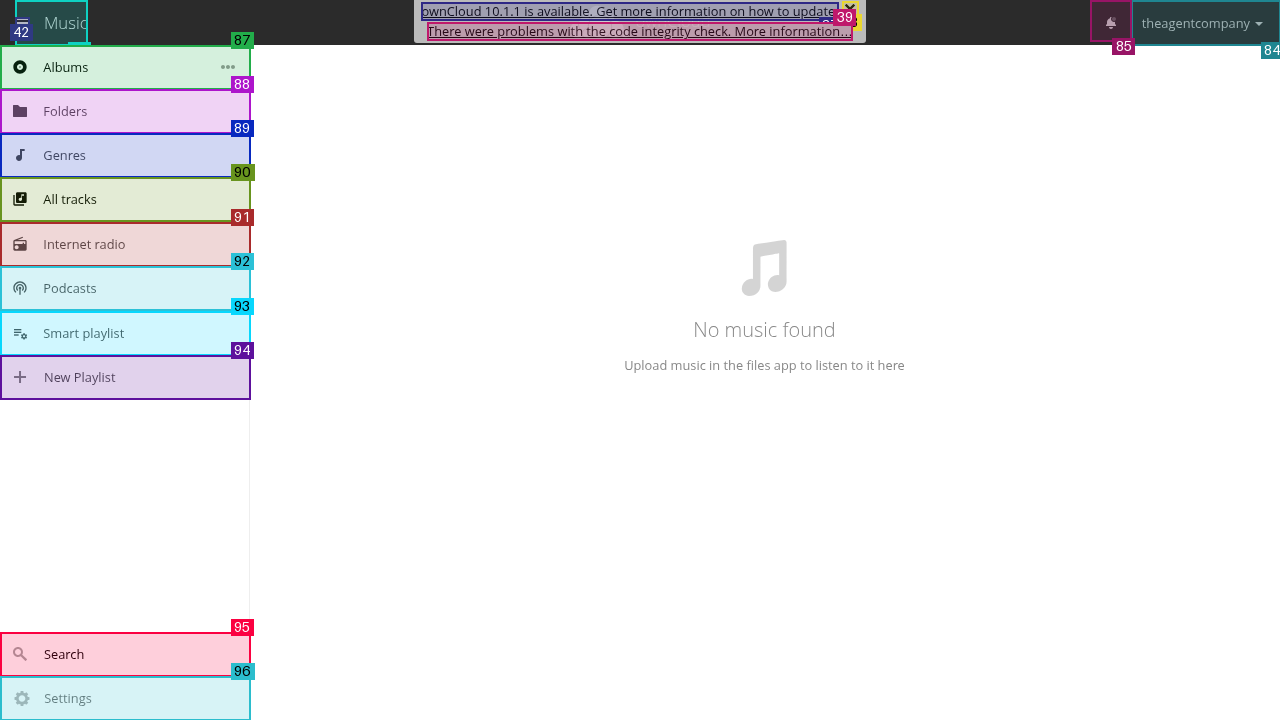 Music
ownCloud 10.1.1 is available. Get more information on how to update.
There were problems with the code integrity check. More information...
39
42
85
theagentcompany
84
87
Albums
88
Folders
89
Genres
90
All tracks
91
Internet radio
92
Podcasts
93
Smart playlist
94
New Playlist
No music found
Upload music in the files app to listen to it here
95
Search
96
Settings